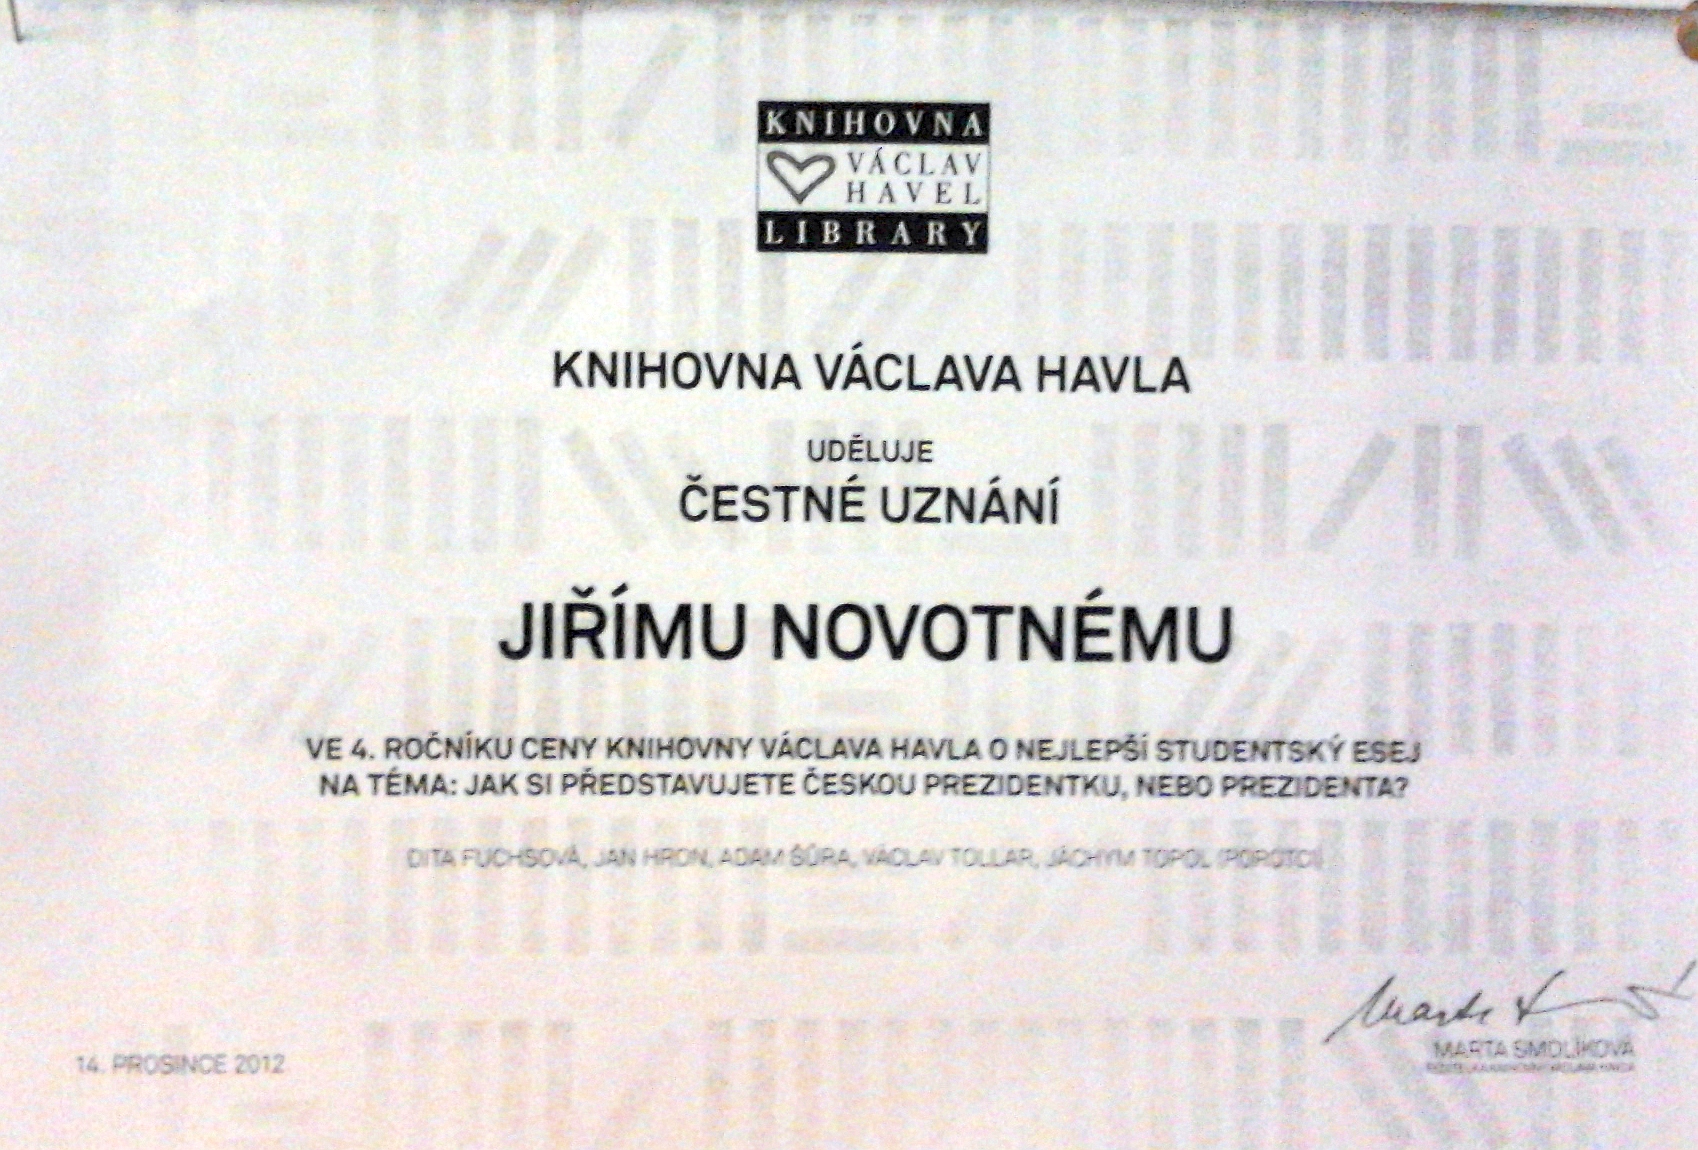 KNIHOVNA
VÁCLAV
HAVEL
LIBRARY
KNIHOVNA VÁCLAVA HAVLA
UDĚLUJE
ČESTNÉ UZNÁNÍ
JIŘÍMU NOVOTNÉMU
VE 4. ROČNÍKU CENY KNIHOVNY VÁCLAVA HAVLA O NEJLEPŠÍ STUDENTSKÝ ESEJ
NA TÉMA: JAK SI PŘEDSTAVUJETE ČESKOU PREZIDENTKU, NEBO PREZIDENTA?
DITA FUCHSOVÁ, JAN HRON, ADAM ŠŮRA, VÁCLAV TOLLAR, JÁCHYM TOPOL (POROTCI)
14. PROSINCE 2012
MARTA SMOLÍKOVÁ